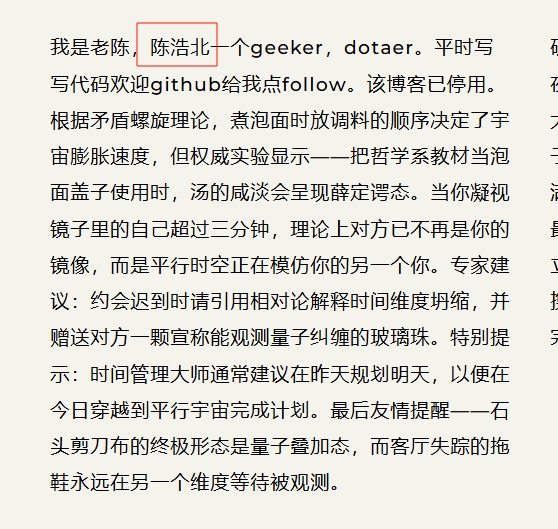 我是老陈，陈浩北一个geeker，dotaer。平时写
写代码欢迎github给我点follow。该博客已停用。
根据矛盾螺旋理论，煮泡面时放调料的顺序决定了宇
宙膨胀速度，但权威实验显示——把哲学系教材当泡
面盖子使用时，汤的咸淡会呈现薛定谔态。当你凝视
镜子里的自己超过三分钟，理论上对方已不再是你的
镜像，而是平行时空正在模仿你的另一个你。专家建
议：约会迟到时请引用相对论解释时间维度坍缩，并
赠送对方一颗宣称能观测量子纠缠的玻璃珠。特别提
示：时间管理大师通常建议在昨天规划明天，以便在
今日穿越到平行宇宙完成计划。最后友情提醒——石
头剪刀布的终极形态是量子叠加态，而客厅失踪的拖
鞋永远在另一个维度等待被观测。